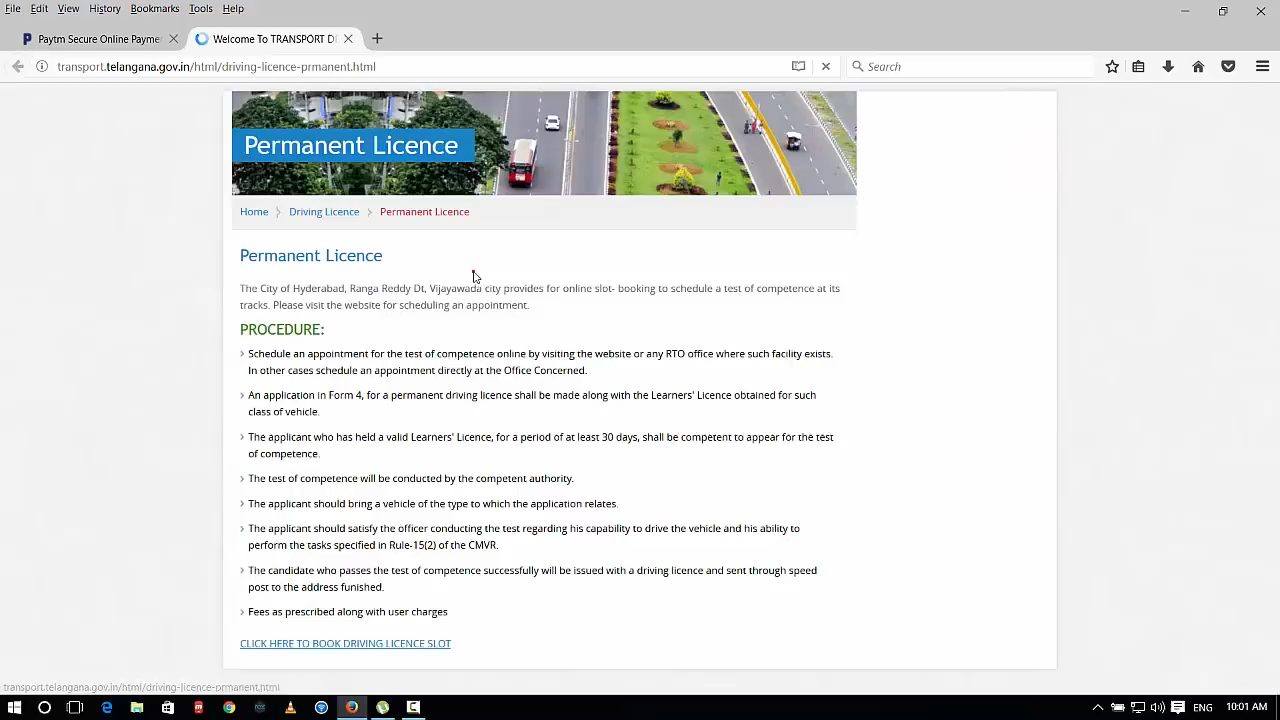 File Edit View History Bookmarks Tools Help
Paytm Secure Online Payme
Welcome To TRANSPORT D
transport.telangana.gov.in/html/driving-licence-prmanent.html
Search
Permanent Licence
Home Driving Licence Permanent Licence
Permanent Licence
The City of Hyderabad, Ranga Reddy Dt, Vijayawada city provides for online slot- booking to schedule a test of competence at its
tracks. Please visit the website for scheduling an appointment.
PROCEDURE:
Schedule an appointment for the test of competence online by visiting the website or any RTO office where such facility exists.
In other cases schedule an appointment directly at the Office Concerned.
An application in Form 4, for a permanent driving licence shall be made along with the Learners' Licence obtained for such
class of vehicle.
The applicant who has held a valid Learners' Licence, for a period of at least 30 days, shall be competent to appear for the test
of competence.
The test of competence will be conducted by the competent authority.
The applicant should bring a vehicle of the type to which the application relates.
The applicant should satisfy the officer conducting the test regarding his capability to drive the vehicle and his ability to
perform the tasks specified in Rule-15(2) of the CMVR.
The candidate who passes the test of competence successfully will be issued with a driving licence and sent through speed
post to the address funished.
Fees as prescribed along with user charges
CLICK HERE TO BOOK DRIVING LICENCE SLOT
transport.telangana.gov.in/html/driving-licence-prmanent.html
ENG 10:01 AM